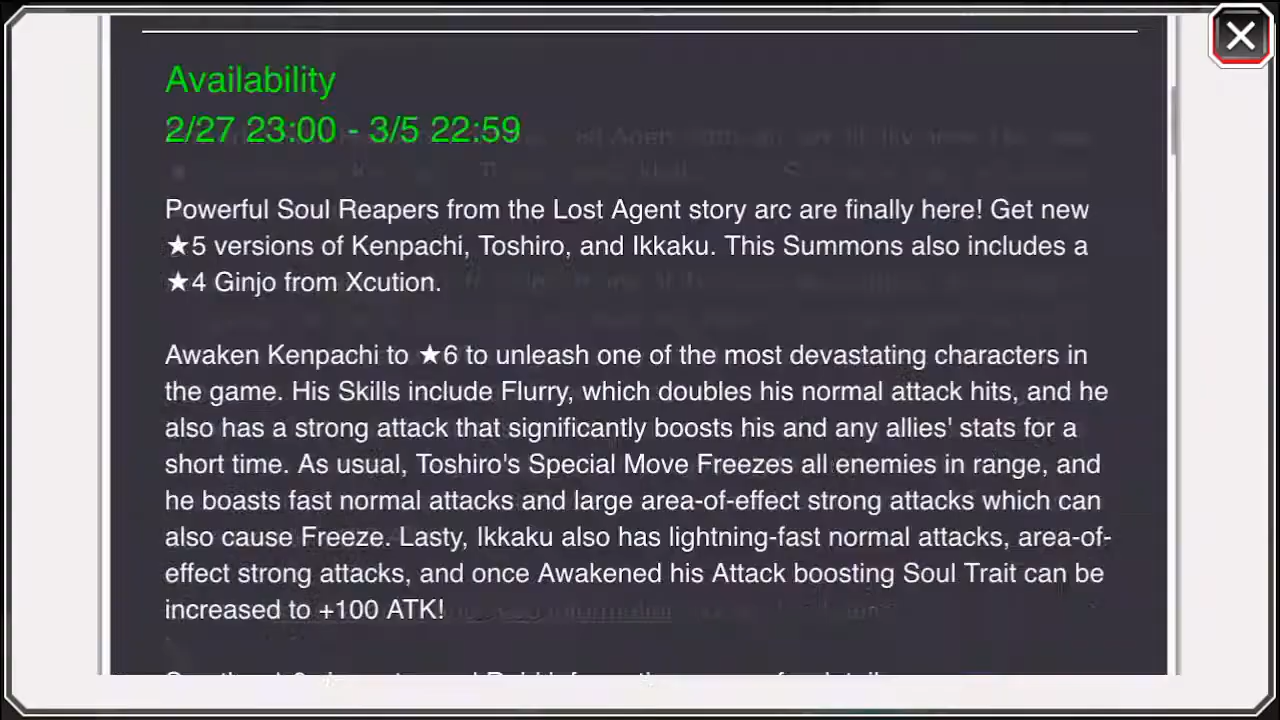 Availability
2/27 23:00 - 3/5 22:59
Powerful Soul Reapers from the Lost Agent story arc are finally here! Get new
★5 versions of Kenpachi, Toshiro, and Ikkaku. This Summons also includes a
★4 Ginjo from Xcution.
Awaken Kenpachi to ★6 to unleash one of the most devastating characters in
the game. His Skills include Flurry, which doubles his normal attack hits, and he
also has a strong attack that significantly boosts his and any allies' stats for a
short time. As usual, Toshiro's Special Move Freezes all enemies in range, and
he boasts fast normal attacks and large area-of-effect strong attacks which can
also cause Freeze. Lasty, Ikkaku also has lightning-fast normal attacks, area-of-
effect strong attacks, and once Awakened his Attack boosting Soul Trait can be
increased to +100 ATK!